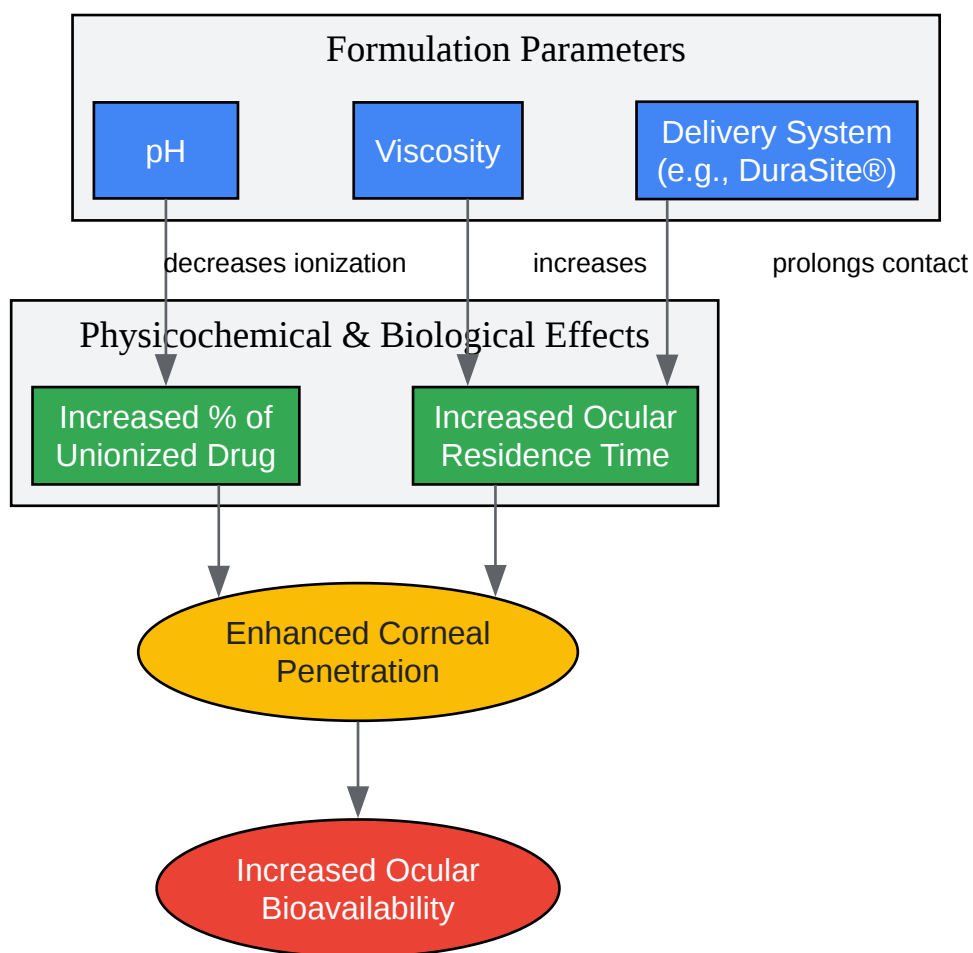 Formulation Parameters
pH
Viscosity
Delivery System
(e.g., DuraSite®)
decreases ionization
increases
prolongs contact
Physicochemical & Biological Effects
Increased % of
Unionized Drug
Increased Ocular
Residence Time
Enhanced Corneal
Penetration
Increased Ocular
Bioavailability